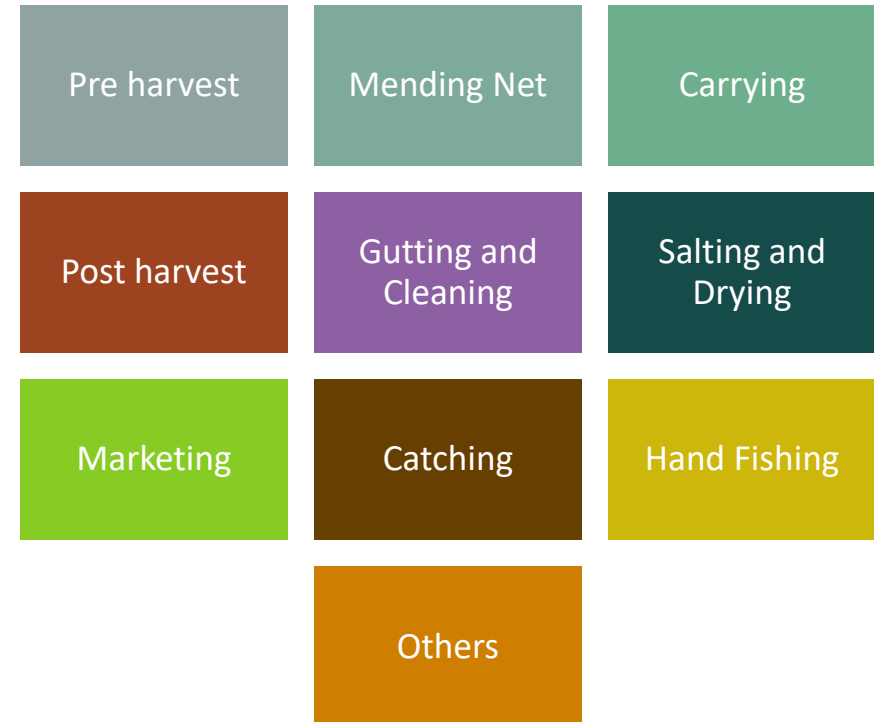 Pre harvest
Mending Net
Carrying
Post harvest
Gutting and
Cleaning
Salting and
Drying
Marketing
Catching
Hand Fishing
Others